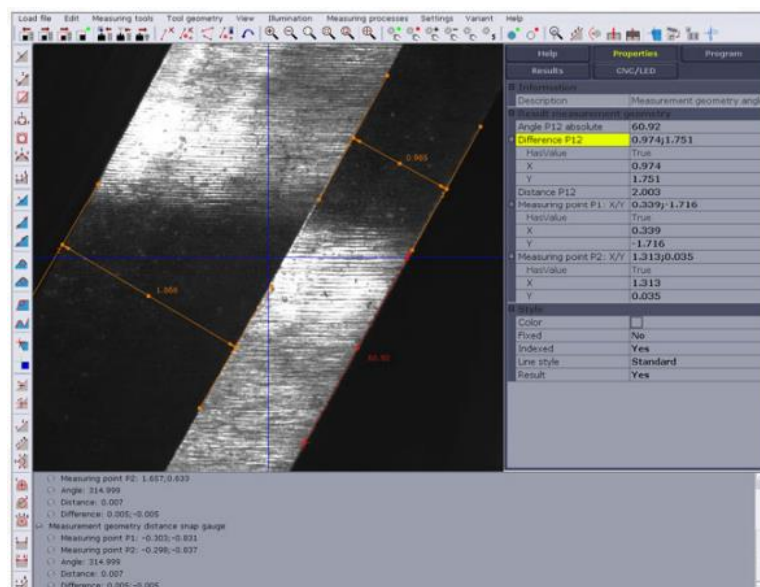 Load file Edit Measuring tools Tool geometry View Illumination Measuring processes Settings Variant Help
Help Properties Program
Results CNC/LED
Information
Description Measurement geometry angle
Result measurement geometry
Angle P12 absolute 60.92
Difference P12 0.974;1.751
HasValue True
X 0.974
Y 1.751
Distance P12 2.003
Measuring point P1: X/Y 0.339;-1.716
HasValue True
X 0.339
Y -1.716
Measuring point P2: X/Y 1.313;0.035
HasValue True
X 1.313
Y 0.035
Style
Color
Fixed No
Indexed Yes
Line style Standard
Result Yes
60.92
Measuring point P2: 1.657;0.633
Angle: 314.999
Distance: 0.007
Difference: 0.005;-0.005
Measurement geometry distance snap gauge
Measuring point P1: -0.303;-0.831
Measuring point P2: -0.298;-0.837
Angle: 314.999
Distance: 0.007
Difference: 0.005;-0.005